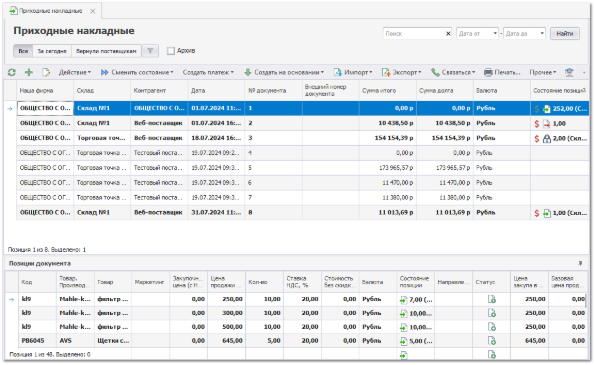 Приходные накладные
Приходные накладные
Поиск Дата от - Дата до Найти
Все За сегодня Вернули поставщикам Архив
Действие Сменить состояние Создать платеж Создать на основании Импорт Экспорт Связаться Печать... Прочее
Наша фирма Склад Контрагент Дата № документа Внешний номер документа Сумма итого Сумма долга Валюта Состояние позиций
ОБЩЕСТВО С О... Склад №1 ОБЩЕСТВО С О... 01.07.2024 11:... 1 0,00 р 0,00 р Рубль $ 252,00 (...
ОБЩЕСТВО С О... Склад №1 Веб-поставщик 01.07.2024 16:... 2 10 438,50 р 10 438,50 р Рубль $ 1,00
ОБЩЕСТВО С О... Торговая точ... Веб-поставщик 18.07.2024 16:... 3 154 154,39 р 154 154,39 р Рубль $ 2,00 (Скл...
ОБЩЕСТВО С ОГ... Торговая точка ... Тестовый поста... 19.07.2024 09:2... 4 0,00 р 0,00 р Рубль
ОБЩЕСТВО С ОГ... Торговая точка ... Тестовый поста... 19.07.2024 09:3... 5 173 965,57 р 173 965,57 р Рубль
ОБЩЕСТВО С ОГ... Торговая точка ... Тестовый поста... 19.07.2024 09:3... 6 11 470,00 р 11 470,00 р Рубль
ОБЩЕСТВО С ОГ... Торговая точка ... Тестовый поста... 19.07.2024 09:3... 7 11 380,00 р 11 380,00 р Рубль
ОБЩЕСТВО С О... Склад №1 Веб-поставщик 31.07.2024 11:... 8 11 013,69 р 11 013,69 р Рубль $ 1,00 (Скл...
Позиция 1 из 8. Выделено: 1
Позиции документа
Код Товар. Производ... Товар Маркетинг Закупочн... цена (с Н... Цена продажи ... Кол-во Ставка НДС, % Стоимость без скидк... Валюта Состояние позиции Направле... Статус Цена закупа в ... Базовая цена прод...
kl9 Mahle-k... фильтр ... 0,00 250,00 10,00 20,00 0,00 Рубль 7,00 (... 250,00 0,00
kl9 Mahle-k... фильтр ... 0,00 300,00 10,00 20,00 0,00 Рубль 10,00... 250,00 0,00
kl9 Mahle-k... фильтр ... 0,00 500,00 10,00 20,00 0,00 Рубль 10,00... 250,00 0,00
PB6045 AVS Щетки с... 0,00 645,00 5,00 20,00 0,00 Рубль 5,00 (... 645,00 0,00
Позиция 1 из 48. Выделено: 0